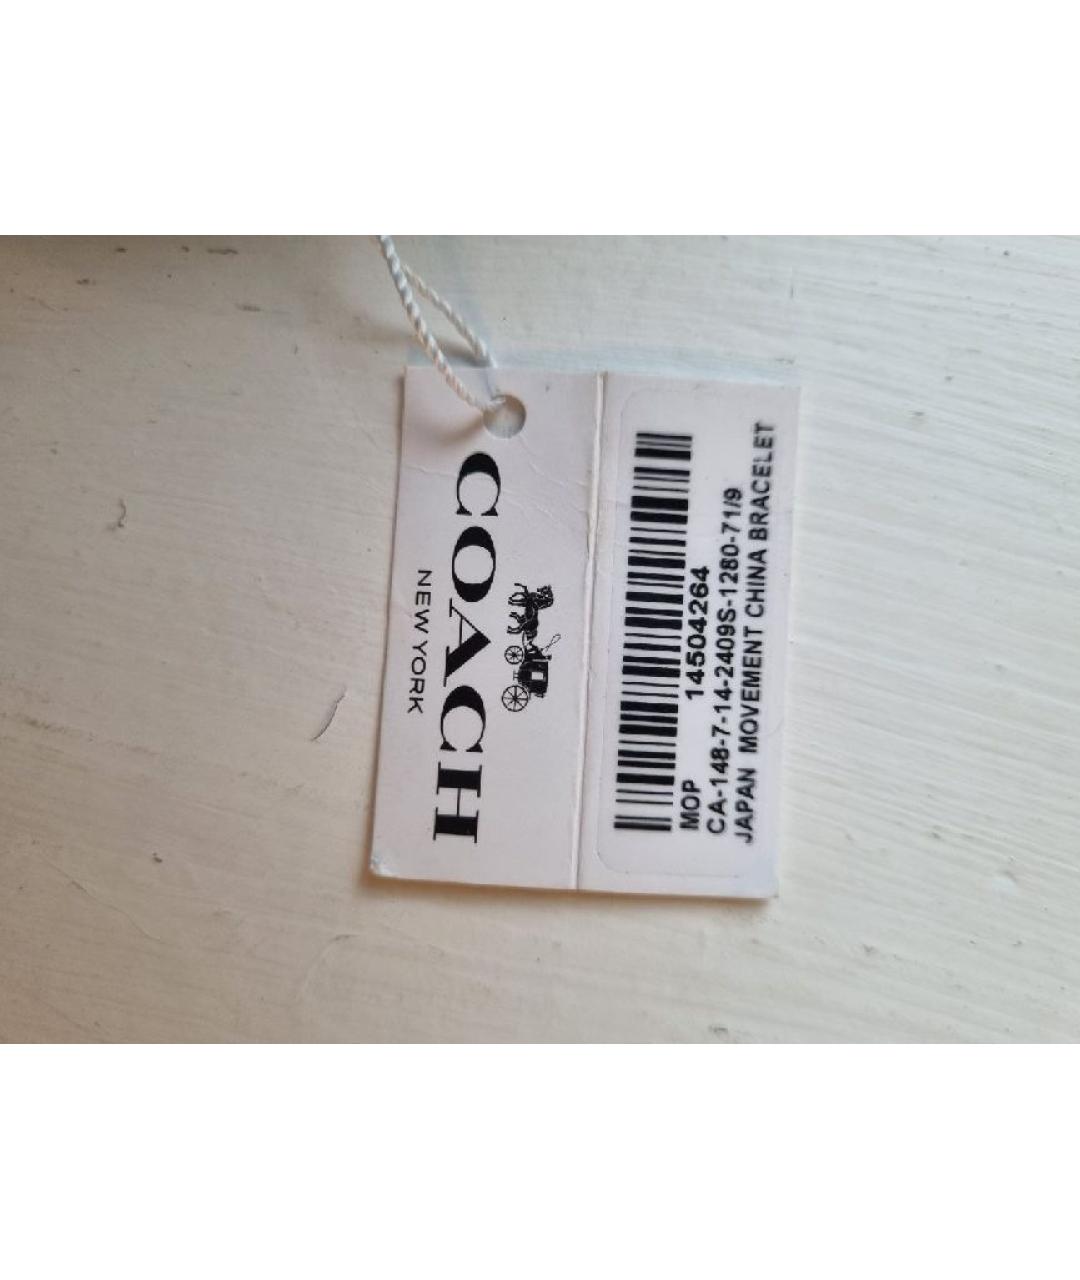 COACH
NEW YORK
MOP 14504264
CA-148-7-14-2409S-1280-71/9
JAPAN MOVEMENT CHINA BRACELET